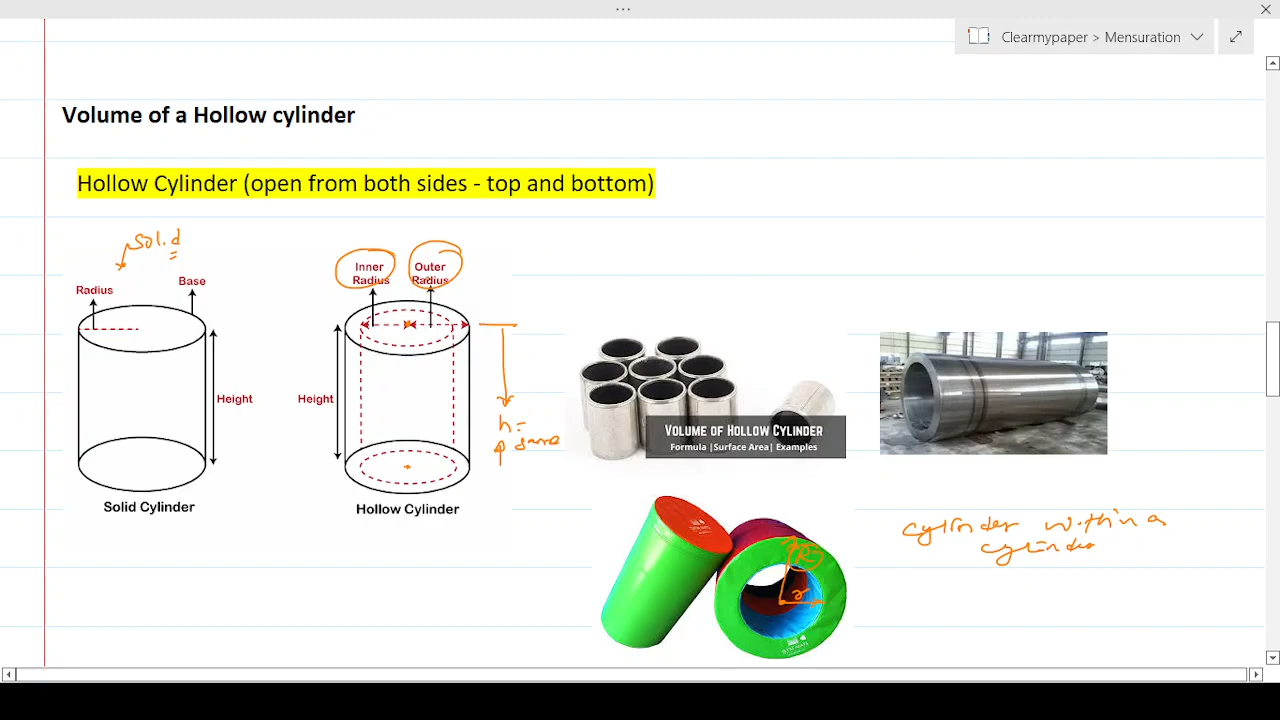 Clearmypaper > Mensuration
Volume of a Hollow cylinder
Hollow Cylinder (open from both sides - top and bottom)
Solid
Radius
Base
Height
Solid Cylinder
Inner
Radius
Outer
Radius
Height
Hollow Cylinder
h =
same
VOLUME OF HOLLOW CYLINDER
Formula |Surface Area| Examples
R
r
cylinder within a
cylinder